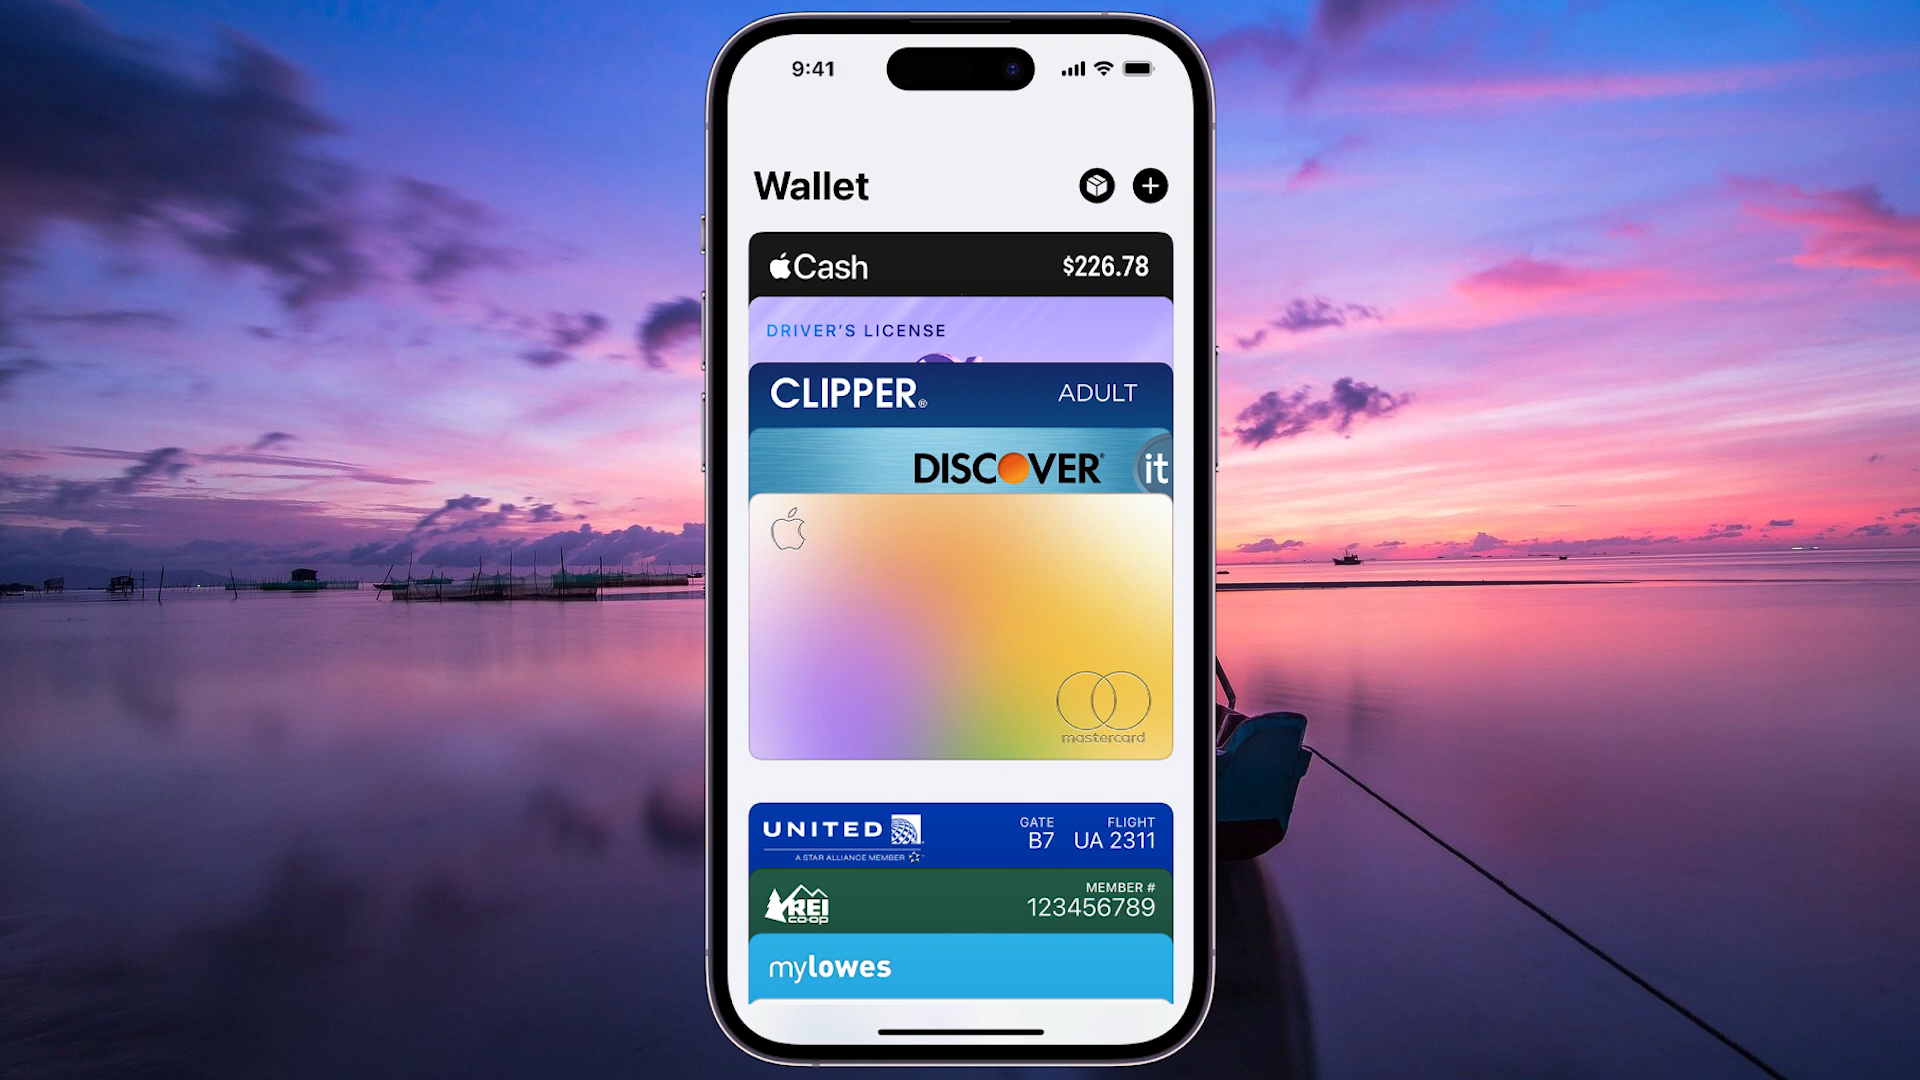 9:41
Wallet
Cash $226.78
DRIVER'S LICENSE
CLIPPER® ADULT
DISCOVER® it
mastercard
UNITED
A STAR ALLIANCE MEMBER
GATE FLIGHT
B7 UA 2311
REI
co·op
MEMBER #
123456789
mylowes